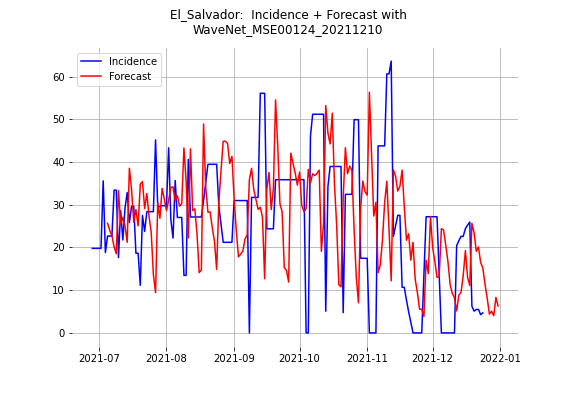 El_Salvador:  Incidence + Forecast with
WaveNet_MSE00124_20211210
Incidence
Forecast
60
50
40
30
20
10
0
2021-07 2021-08 2021-09 2021-10 2021-11 2021-12 2022-01